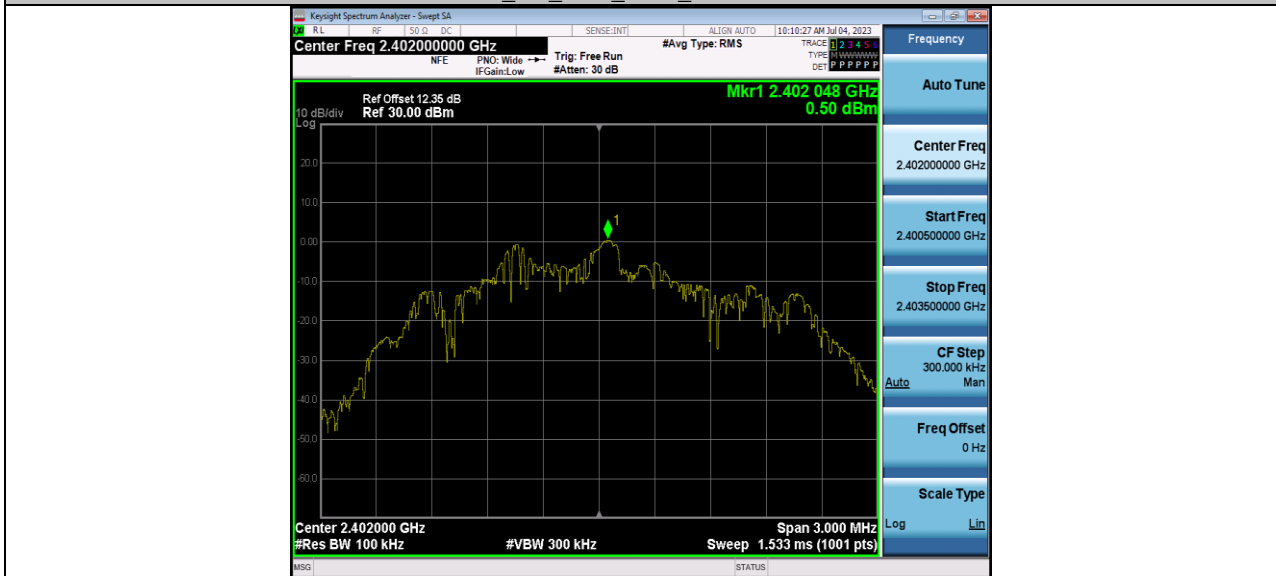 Keysight Spectrum Analyzer - Swept SA
RL RF 50 Ω DC SENSE:INT ALIGN AUTO 10:10:27 AM Jul 04, 2023
Center Freq 2.402000000 GHz
NFE PNO: Wide IFGain:Low
Trig: Free Run
#Atten: 30 dB
#Avg Type: RMS
TRACE 1 2 3 4 5 6
TYPE M W W W W W
DET P P P P P P
Mkr1 2.402 048 GHz
0.50 dBm
Ref Offset 12.35 dB
10 dB/div Ref 30.00 dBm
Log
20.0
10.0
0.00
-10.0
-20.0
-30.0
-40.0
-50.0
-60.0
1
Center 2.402000 GHz Span 3.000 MHz
#Res BW 100 kHz #VBW 300 kHz Sweep 1.533 ms (1001 pts)
MSG STATUS
Frequency
Auto Tune
Center Freq
2.402000000 GHz
Start Freq
2.400500000 GHz
Stop Freq
2.403500000 GHz
CF Step
300.000 kHz
Auto Man
Freq Offset
0 Hz
Scale Type
Log Lin